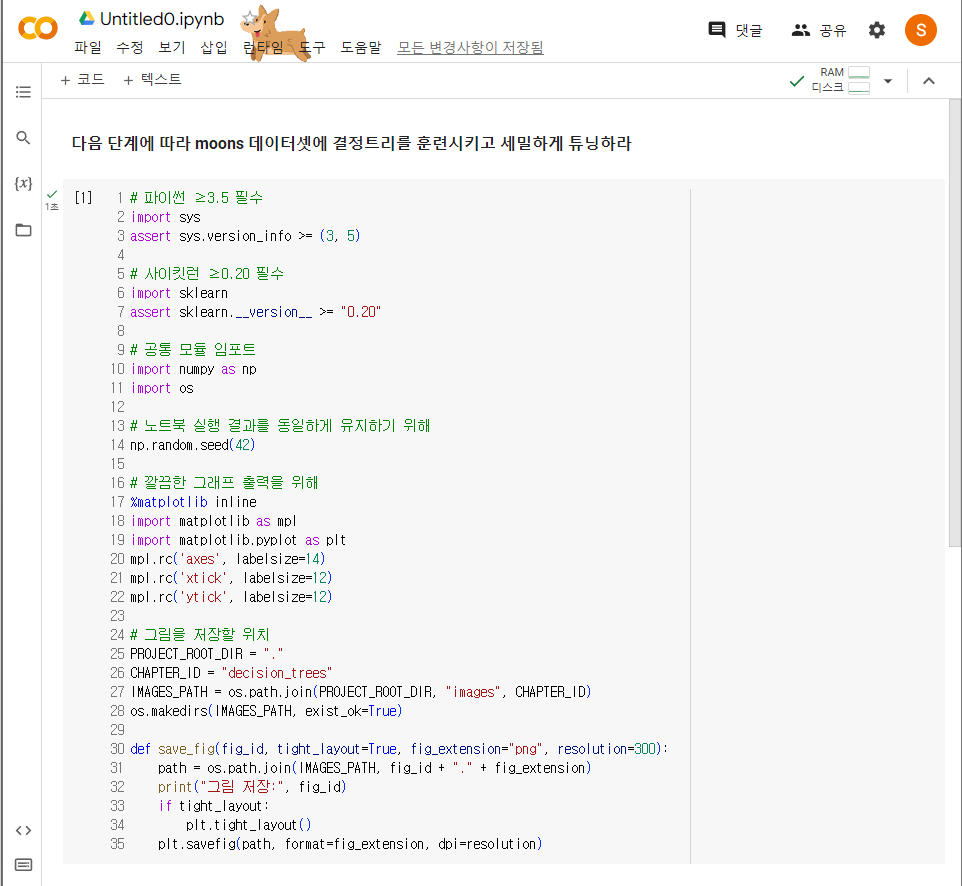 Untitled0.ipynb
댓글 공유 S
파일 수정 보기 삽입 런타임 도구 도움말 모든 변경사항이 저장됨
+ 코드 + 텍스트
RAM
디스크
다음 단계에 따라 moons 데이터셋에 결정트리를 훈련시키고 세밀하게 튜닝하라
{x}
1초
[1]
1 # 파이썬 ≥3.5 필수
2 import sys
3 assert sys.version_info >= (3, 5)
4
5 # 사이킷런 ≥0.20 필수
6 import sklearn
7 assert sklearn.__version__ >= "0.20"
8
9 # 공통 모듈 임포트
10 import numpy as np
11 import os
12
13 # 노트북 실행 결과를 동일하게 유지하기 위해
14 np.random.seed(42)
15
16 # 깔끔한 그래프 출력을 위해
17 %matplotlib inline
18 import matplotlib as mpl
19 import matplotlib.pyplot as plt
20 mpl.rc('axes', labelsize=14)
21 mpl.rc('xtick', labelsize=12)
22 mpl.rc('ytick', labelsize=12)
23
24 # 그림을 저장할 위치
25 PROJECT_ROOT_DIR = "."
26 CHAPTER_ID = "decision_trees"
27 IMAGES_PATH = os.path.join(PROJECT_ROOT_DIR, "images", CHAPTER_ID)
28 os.makedirs(IMAGES_PATH, exist_ok=True)
29
30 def save_fig(fig_id, tight_layout=True, fig_extension="png", resolution=300):
31     path = os.path.join(IMAGES_PATH, fig_id + "." + fig_extension)
32     print("그림 저장:", fig_id)
33     if tight_layout:
34         plt.tight_layout()
35     plt.savefig(path, format=fig_extension, dpi=resolution)